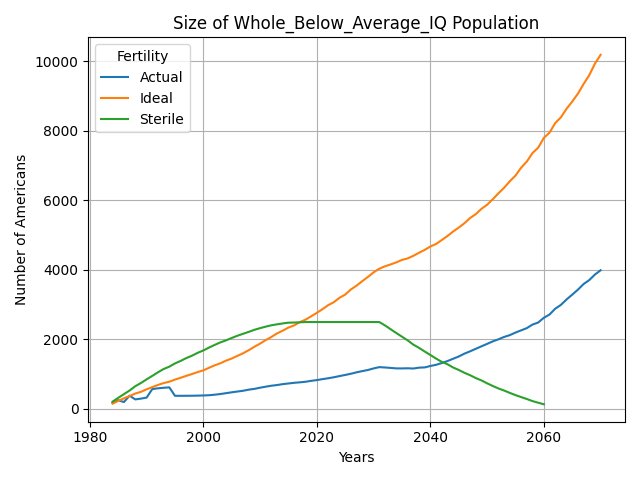 Size of Whole_Below_Average_IQ Population
Fertility
Actual
Ideal
Sterile
10000
8000
6000
4000
2000
0
Number of Americans
1980
2000
2020
2040
2060
Years